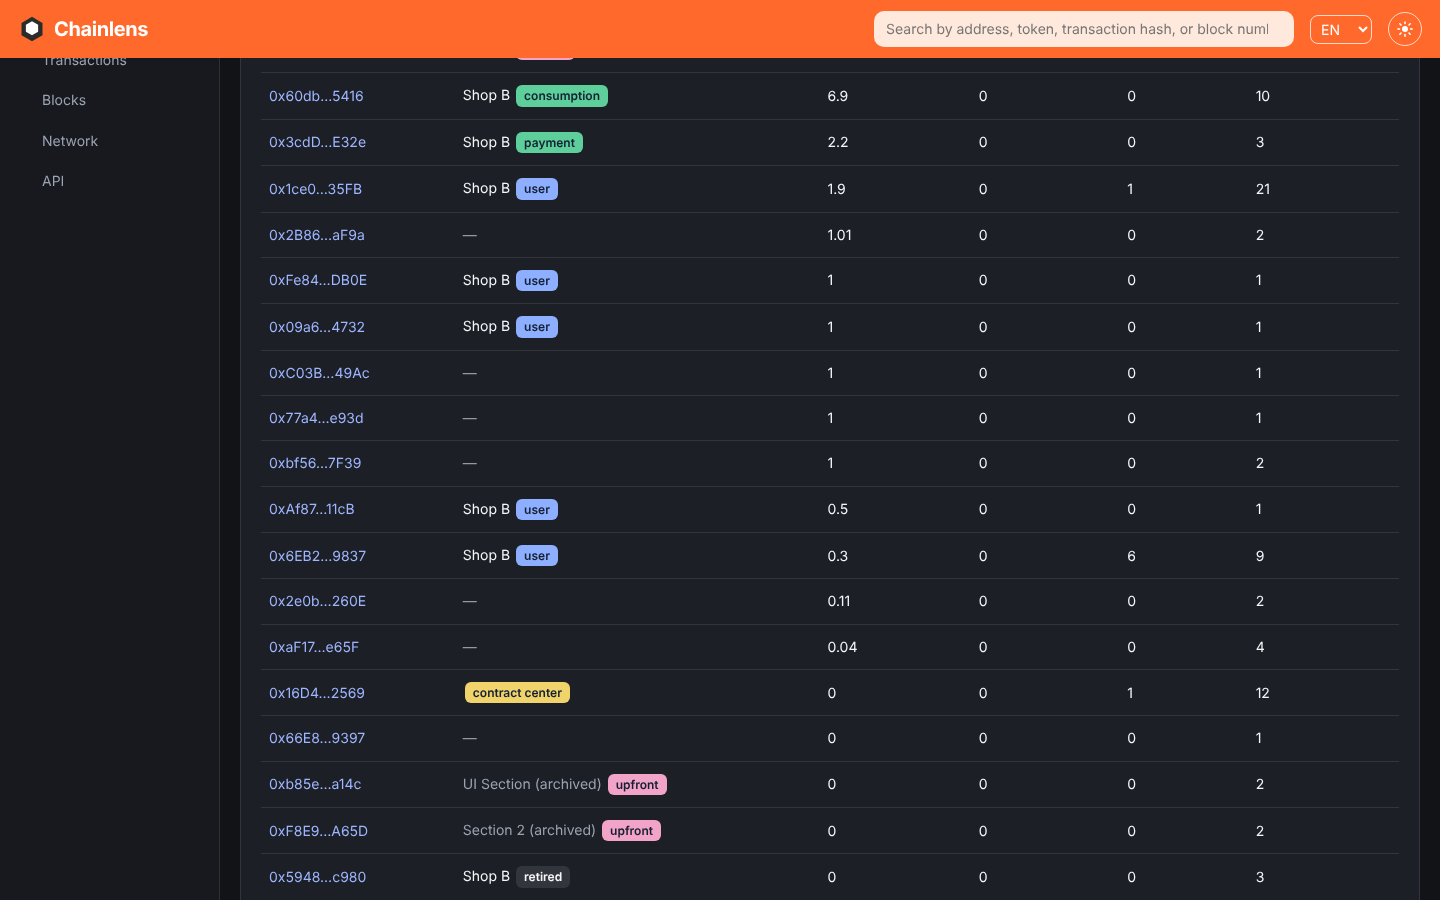 Chainlens
Search by address, token, transaction hash, or block numl
EN
Transactions
Blocks
Network
API
0x60db...5416 Shop B consumption 6.9 0 0 10
0x3cdD...E32e Shop B payment 2.2 0 0 3
0x1ce0...35FB Shop B user 1.9 0 1 21
0x2B86...aF9a — 1.01 0 0 2
0xFe84...DB0E Shop B user 1 0 0 1
0x09a6...4732 Shop B user 1 0 0 1
0xC03B...49Ac — 1 0 0 1
0x77a4...e93d — 1 0 0 1
0xbf56...7F39 — 1 0 0 2
0xAf87...11cB Shop B user 0.5 0 0 1
0x6EB2...9837 Shop B user 0.3 0 6 9
0x2e0b...260E — 0.11 0 0 2
0xaF17...e65F — 0.04 0 0 4
0x16D4...2569 contract center 0 0 1 12
0x66E8...9397 — 0 0 0 1
0xb85e...a14c UI Section (archived) upfront 0 0 0 2
0xF8E9...A65D Section 2 (archived) upfront 0 0 0 2
0x5948...c980 Shop B retired 0 0 0 3